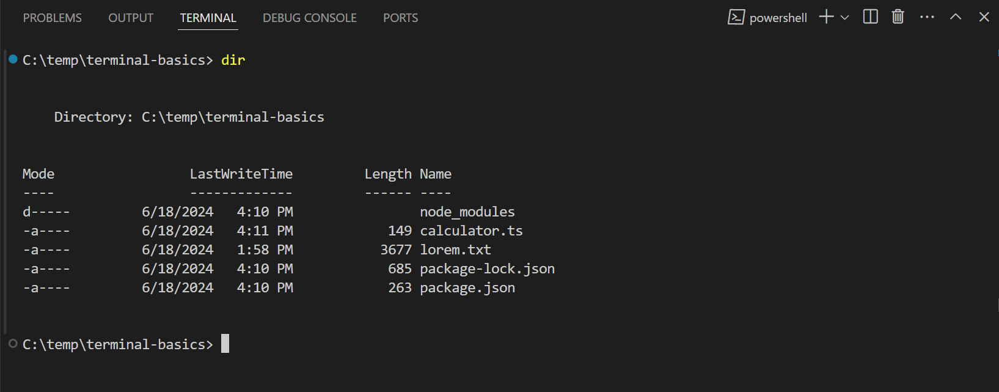 PROBLEMS OUTPUT TERMINAL DEBUG CONSOLE PORTS powershell
C:\temp\terminal-basics> dir
Directory: C:\temp\terminal-basics
Mode LastWriteTime Length Name
---- ------------- ------ ----
d----- 6/18/2024 4:10 PM node_modules
-a---- 6/18/2024 4:11 PM 149 calculator.ts
-a---- 6/18/2024 1:58 PM 3677 lorem.txt
-a---- 6/18/2024 4:10 PM 685 package-lock.json
-a---- 6/18/2024 4:10 PM 263 package.json
C:\temp\terminal-basics>